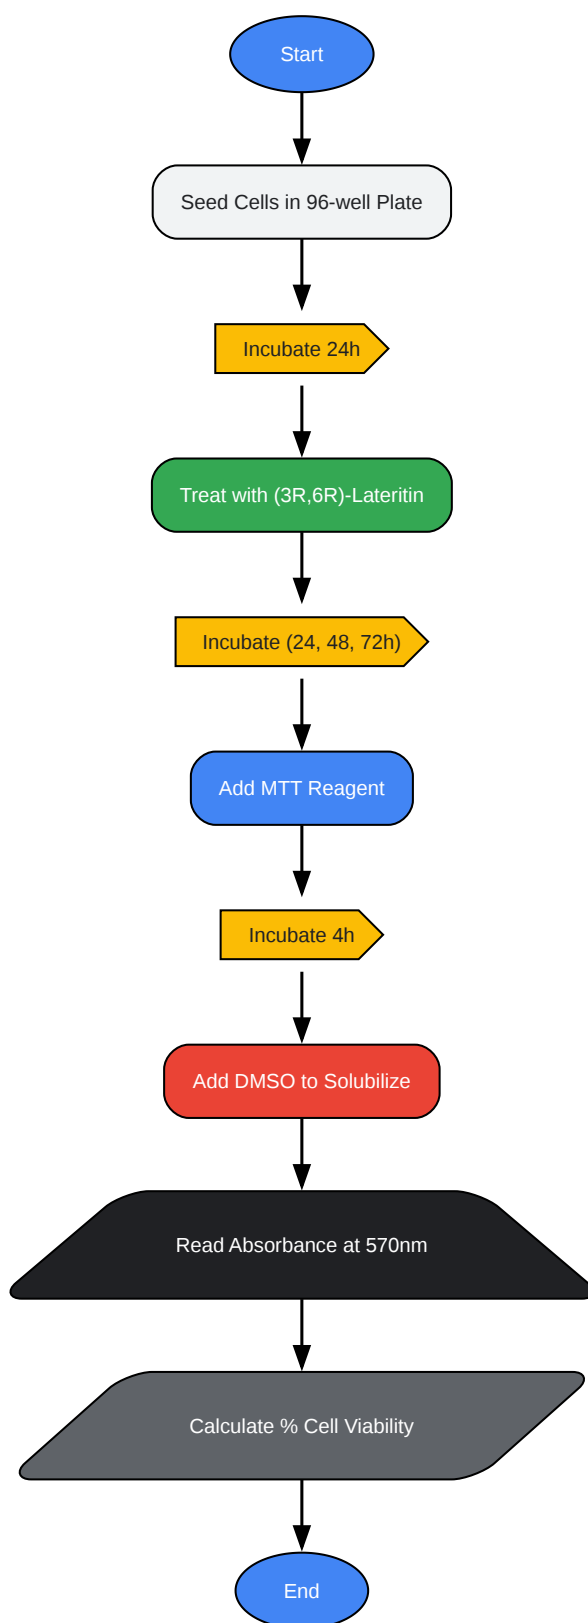 Start
Seed Cells in 96-well Plate
Incubate 24h
Treat with (3R,6R)-Lateritin
Incubate (24, 48, 72h)
Add MTT Reagent
Incubate 4h
Add DMSO to Solubilize
Read Absorbance at 570nm
Calculate % Cell Viability
End